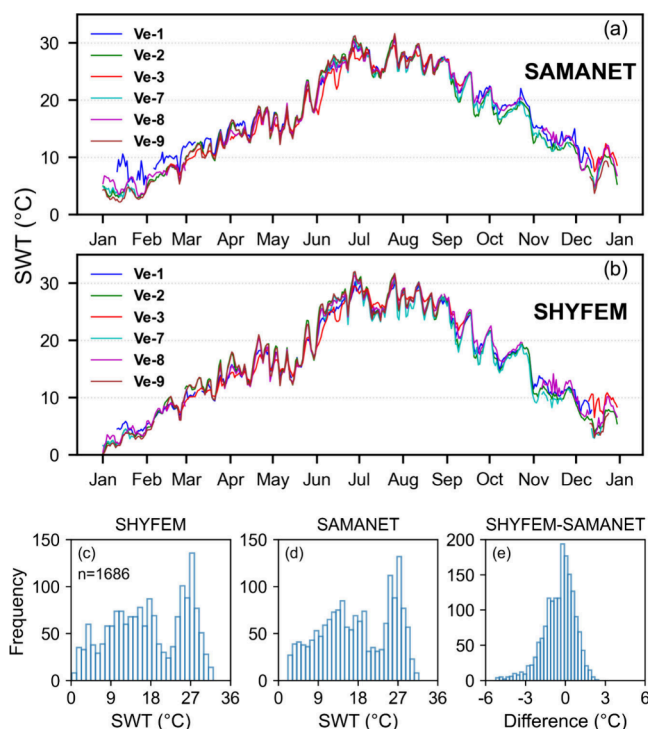 (a)
SAMANET
Ve-1
Ve-2
Ve-3
Ve-7
Ve-8
Ve-9
30
20
10
0
Jan Feb Mar Apr May Jun Jul Aug Sep Oct Nov Dec Jan
SWT (°C)
(b)
SHYFEM
Ve-1
Ve-2
Ve-3
Ve-7
Ve-8
Ve-9
30
20
10
0
Jan Feb Mar Apr May Jun Jul Aug Sep Oct Nov Dec Jan
SHYFEM SAMANET SHYFEM-SAMANET
(c)
n=1686
150
100
50
0
Frequency
0 9 18 27 36
SWT (°C)
(d)
150
100
50
0
0 9 18 27 36
SWT (°C)
(e)
200
150
100
50
0
-6 -3 0 3 6
Difference (°C)